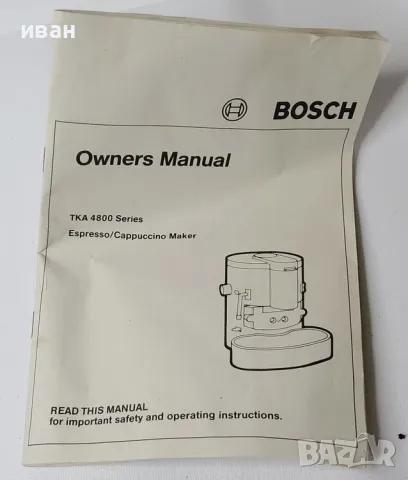 иван
BOSCH
Owners Manual
TKA 4800 Series
Espresso/Cappuccino Maker
READ THIS MANUAL
for important safety and operating instructions.
BAZAR